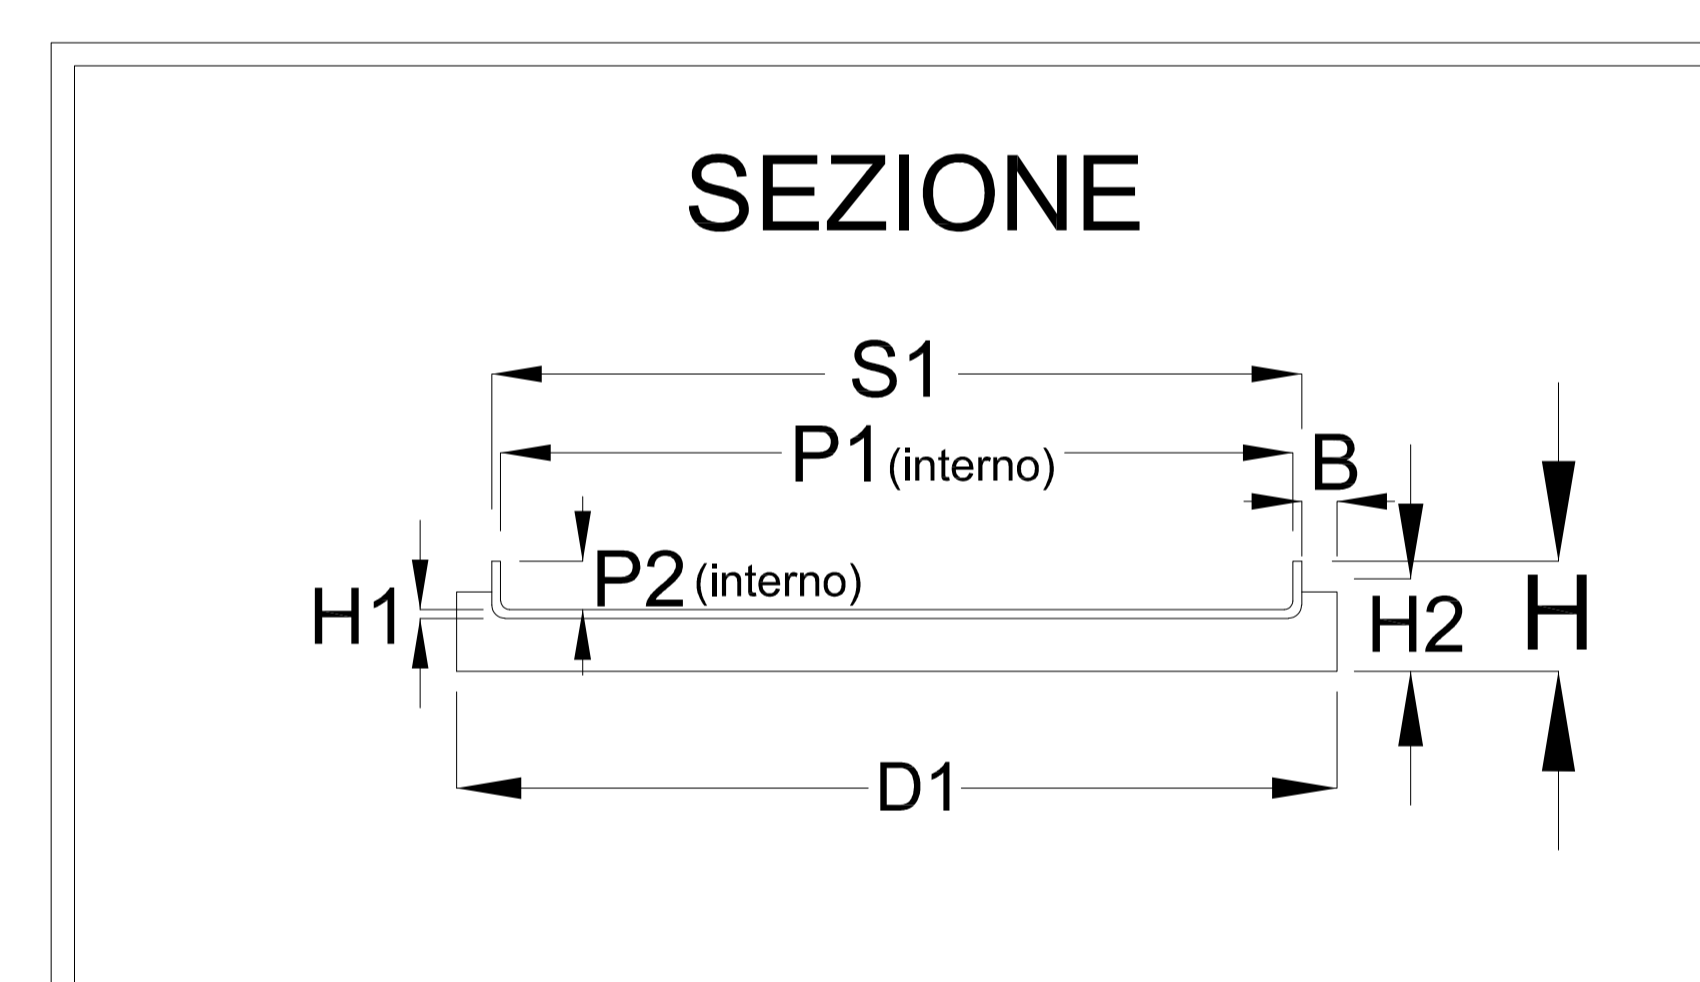 SEZIONE
S1
P1 (interno)
B
P2 (interno)
H1
H2
H
D1